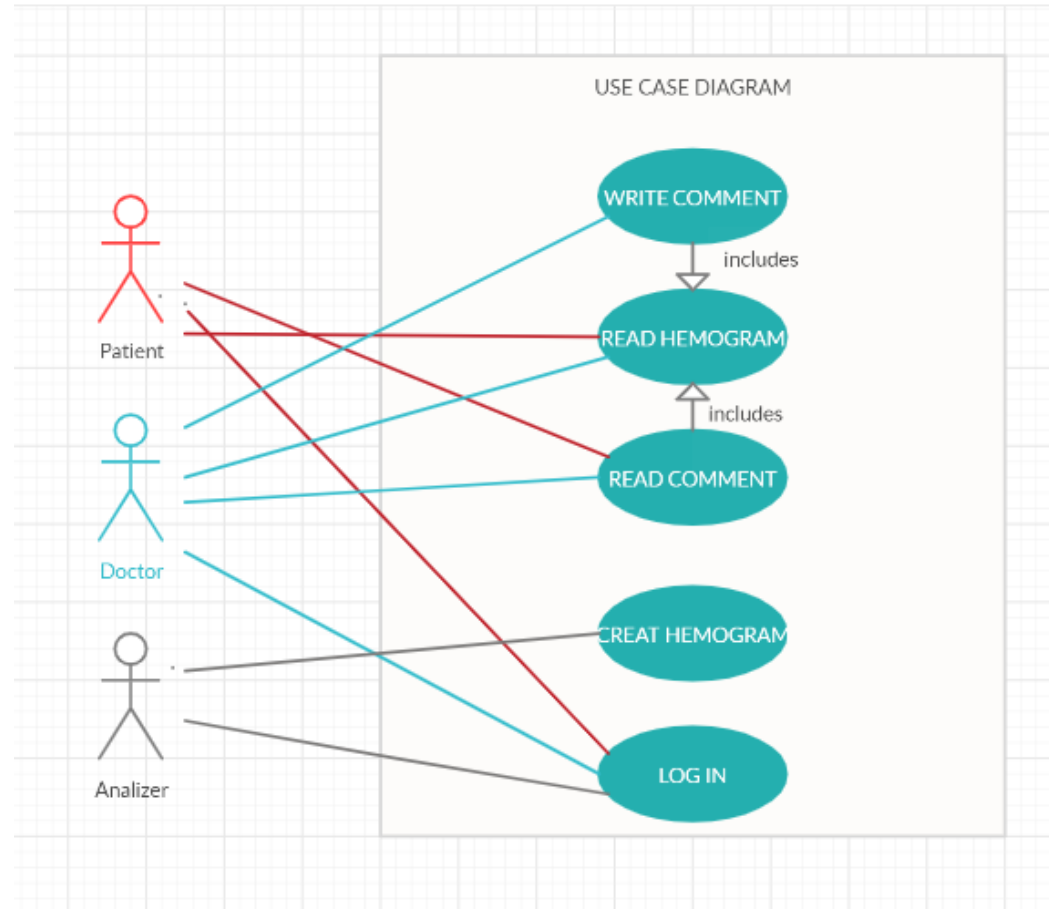 USE CASE DIAGRAM
WRITE COMMENT
includes
READ HEMOGRAM
Patient
includes
READ COMMENT
Doctor
CREAT HEMOGRAM
LOG IN
Analizer